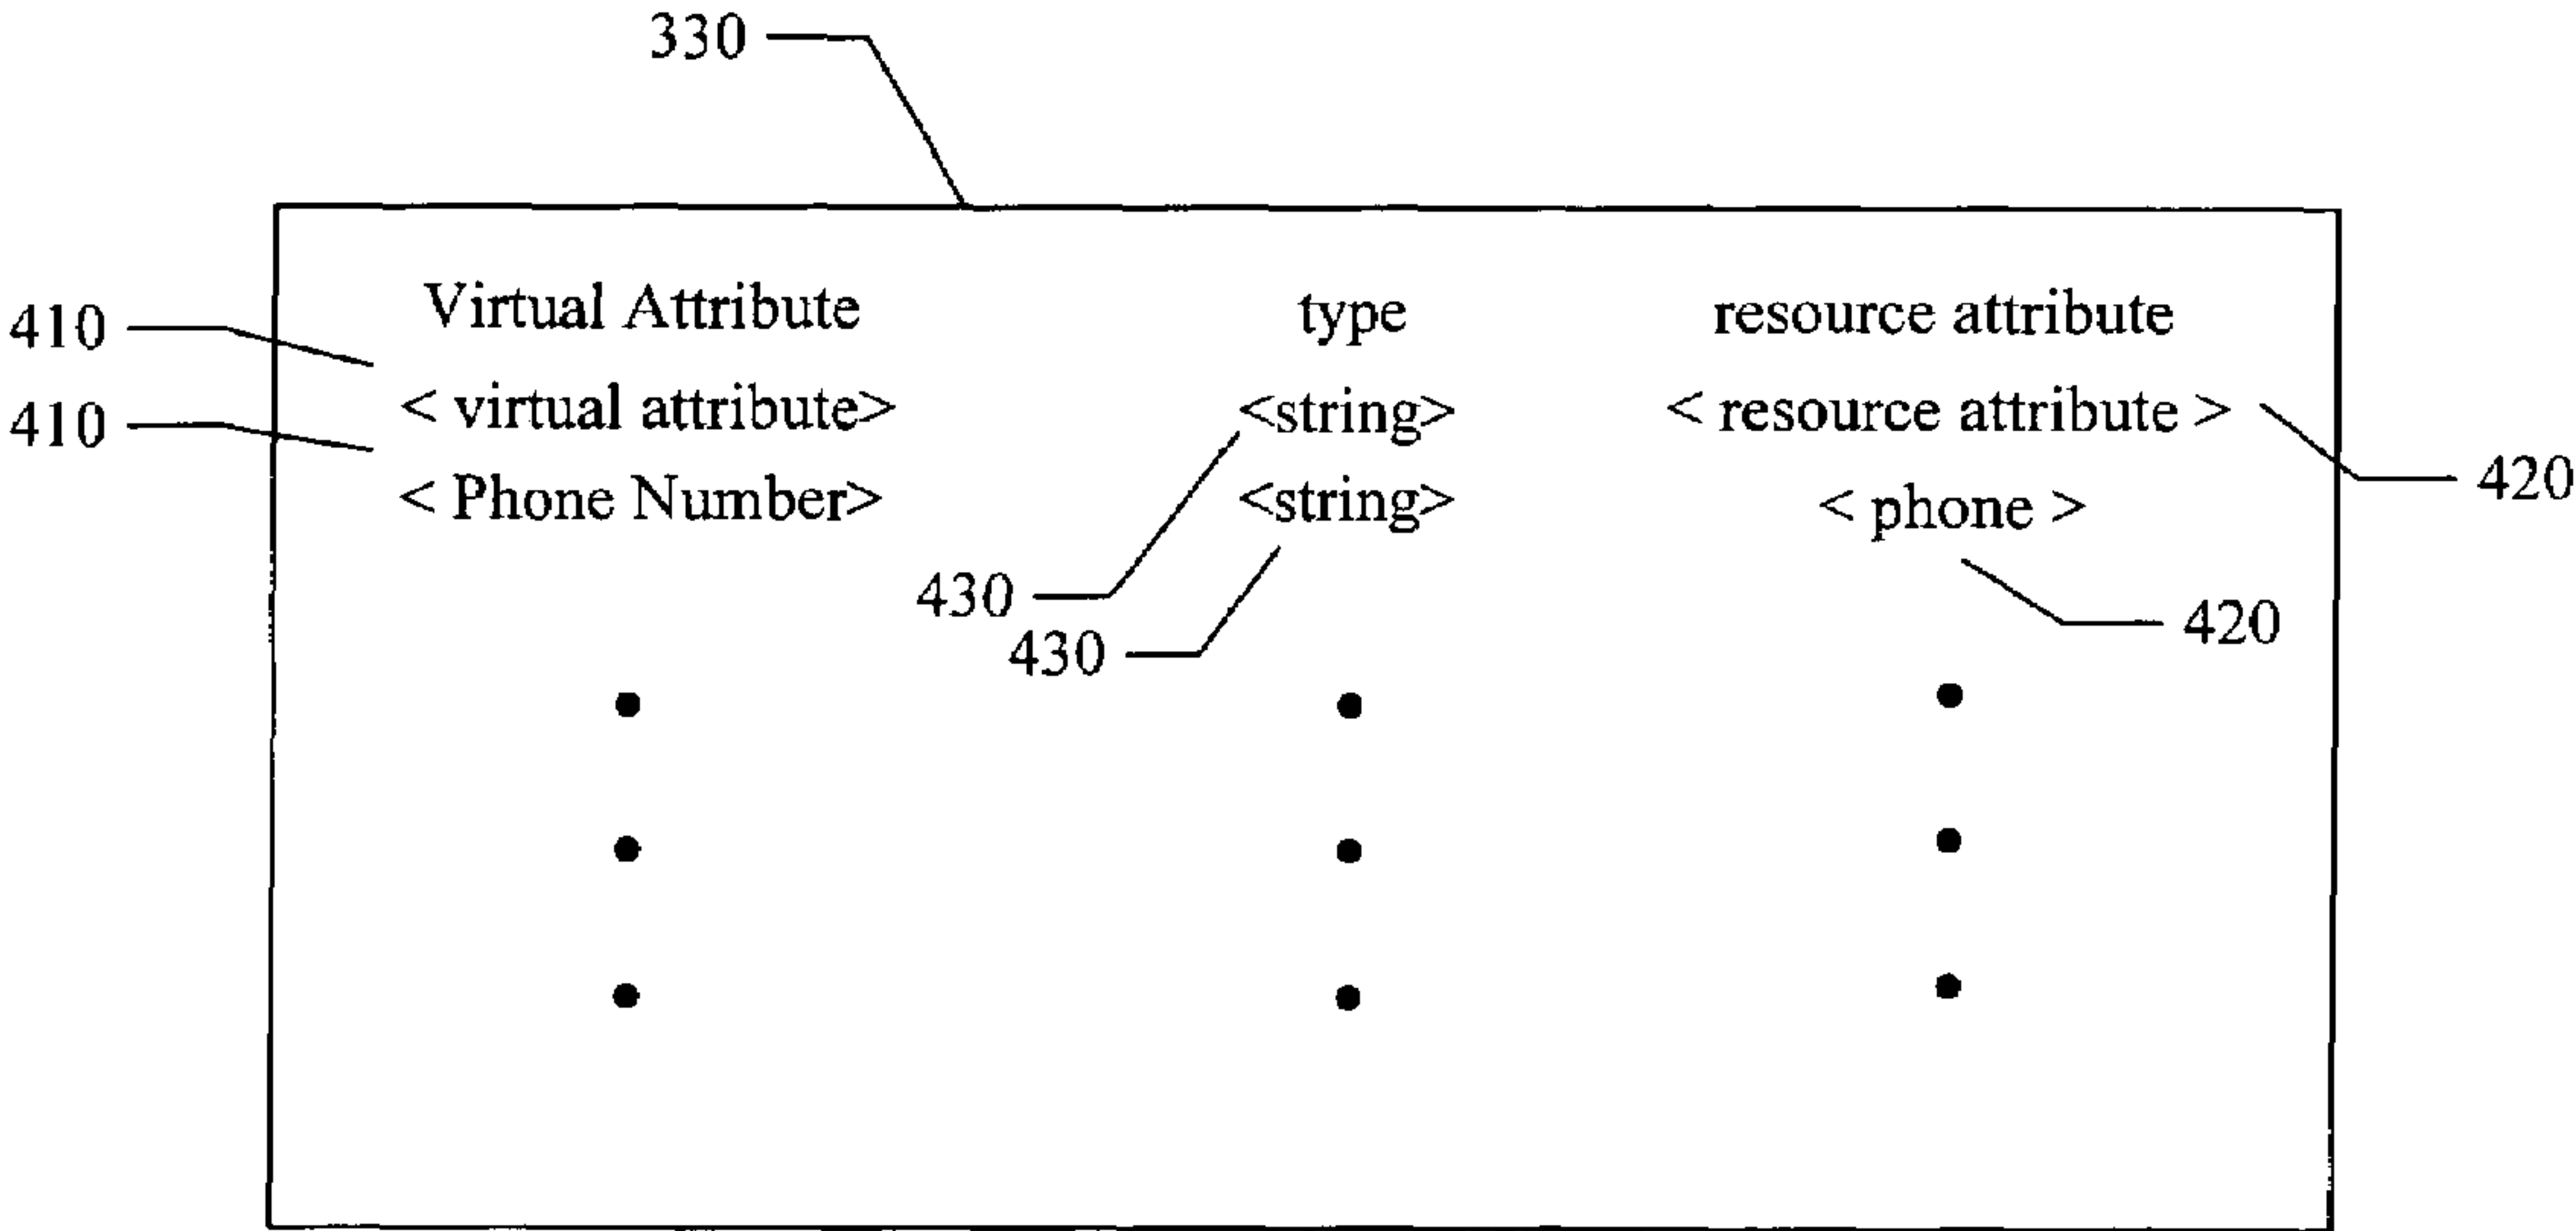 330
Virtual Attribute type resource attribute
410
< virtual attribute> <string> < resource attribute >
410
420
< Phone Number> <string> < phone >
430
420
430